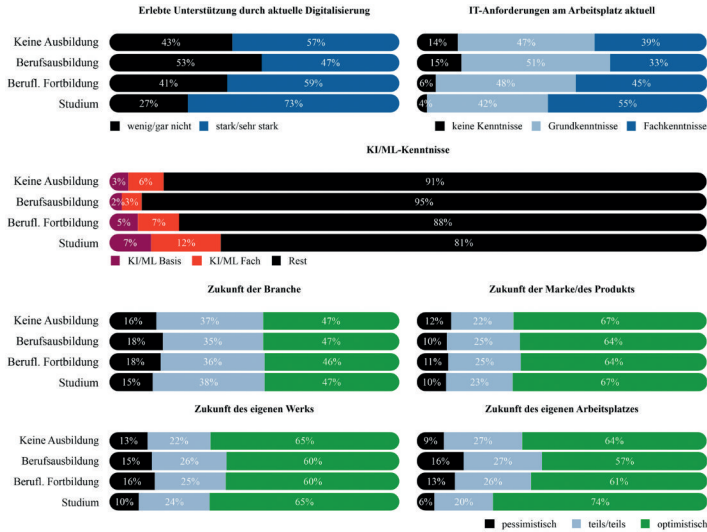 Erlebte Unterstützung durch aktuelle Digitalisierung
Keine Ausbildung 43% 57%
Berufsausbildung 53% 47%
Berufl. Fortbildung 41% 59%
Studium 27% 73%
wenig/gar nicht stark/sehr stark
IT-Anforderungen am Arbeitsplatz aktuell
14% 47% 39%
15% 51% 33%
6% 48% 45%
4% 42% 55%
keine Kenntnisse Grundkenntnisse Fachkenntnisse
KI/ML-Kenntnisse
Keine Ausbildung 3% 6% 91%
Berufsausbildung 2% 3% 95%
Berufl. Fortbildung 5% 7% 88%
Studium 7% 12% 81%
KI/ML Basis KI/ML Fach Rest
Zukunft der Branche
Keine Ausbildung 16% 37% 47%
Berufsausbildung 18% 35% 47%
Berufl. Fortbildung 18% 36% 46%
Studium 15% 38% 47%
Zukunft der Marke/des Produkts
12% 22% 67%
10% 25% 64%
11% 25% 64%
10% 23% 67%
Zukunft des eigenen Werks
Keine Ausbildung 13% 22% 65%
Berufsausbildung 15% 26% 60%
Berufl. Fortbildung 16% 25% 60%
Studium 10% 24% 65%
Zukunft des eigenen Arbeitsplatzes
9% 27% 64%
16% 27% 57%
13% 26% 61%
6% 20% 74%
pessimistisch teils/teils optimistisch